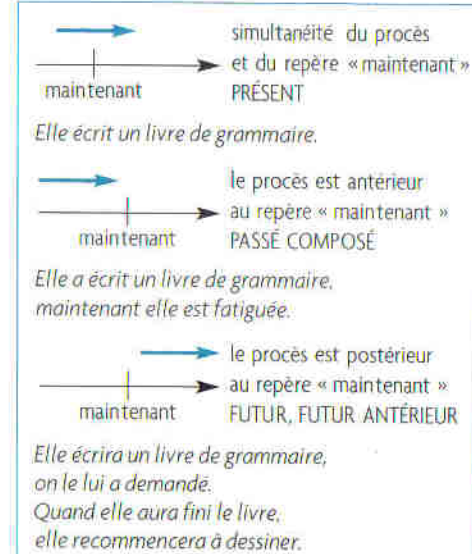 simultanéité du procès
et du repère « maintenant »
maintenant
PRÉSENT
Elle écrit un livre de grammaire.
le procès est antérieur
au repère « maintenant »
maintenant
PASSÉ COMPOSÉ
Elle a écrit un livre de grammaire,
maintenant elle est fatiguée.
le procès est postérieur
au repère « maintenant »
maintenant
FUTUR, FUTUR ANTÉRIEUR
Elle écrira un livre de grammaire,
on le lui a demandé.
Quand elle aura fini le livre,
elle recommencera à dessiner.